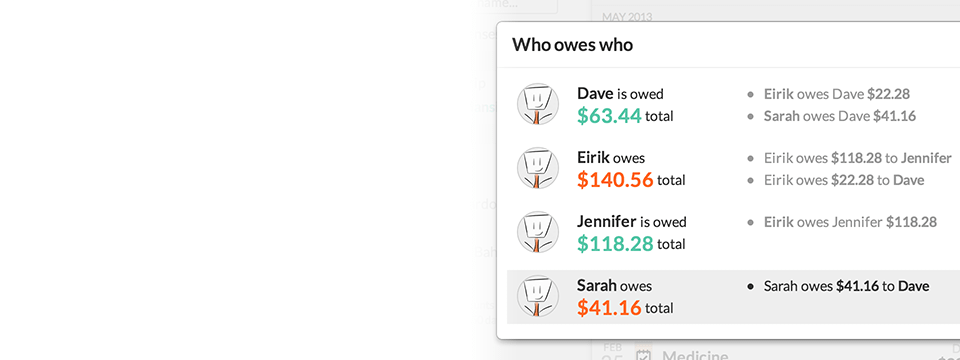 ame...
MAY 2013
Who owes who
Dave is owed
$63.44 total
Eirik owes Dave $22.28
Sarah owes Dave $41.16
Eirik owes
$140.56 total
Eirik owes $118.28 to Jennifer
Eirik owes $22.28 to Dave
Jennifer is owed
$118.28 total
Eirik owes Jennifer $118.28
Sarah owes
$41.16 total
Sarah owes $41.16 to Dave
FEB
Medicine